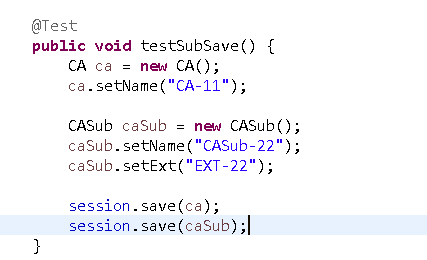 @Test
public void testSubSave() {
CA ca = new CA();
ca.setName("CA-11");
CASub caSub = new CASub();
caSub.setName("CASub-22");
caSub.setExt("EXT-22");
session.save(ca);
session.save(caSub);
}